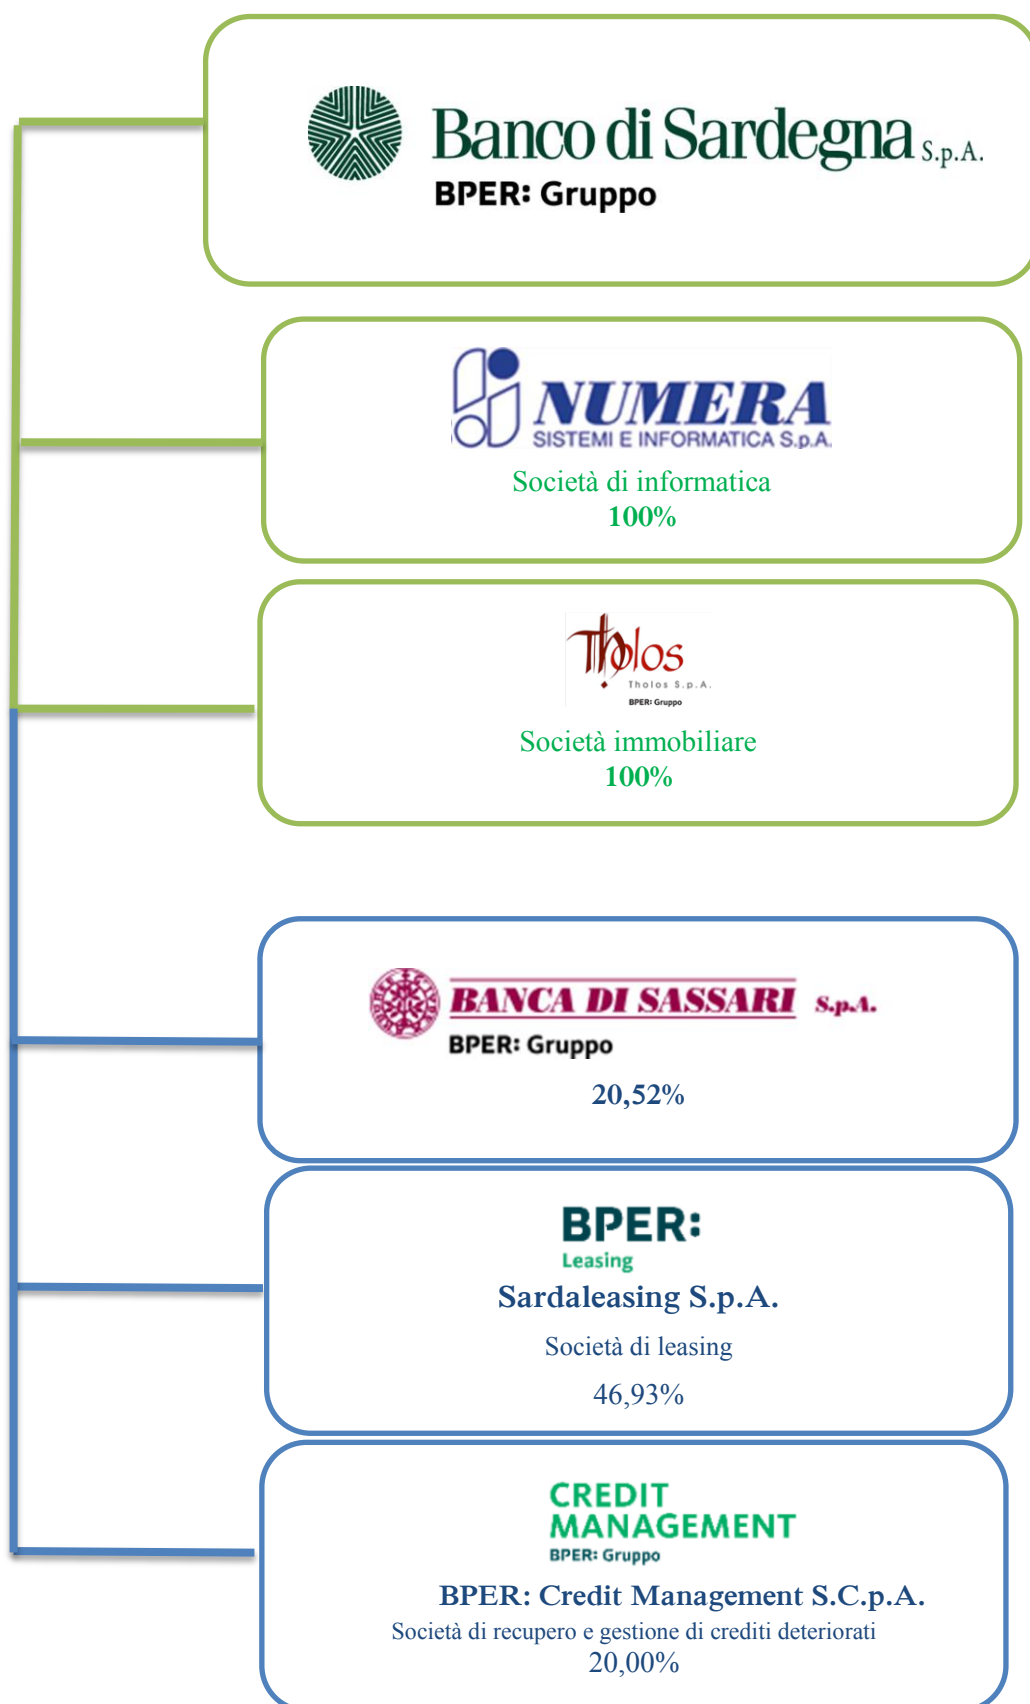 Banco di Sardegna S.p.A.
BPER: Gruppo
NUMERA
SISTEMI E INFORMATICA S.p.A.
Società di informatica
100%
Tholos
Tholos S.p.A.
BPER: Gruppo
Società immobiliare
100%
BANCA DI SASSARI S.p.A.
BPER: Gruppo
20,52%
BPER:
Leasing
Sardaleasing S.p.A.
Società di leasing
46,93%
CREDIT
MANAGEMENT
BPER: Gruppo
BPER: Credit Management S.C.p.A.
Società di recupero e gestione di crediti deteriorati
20,00%